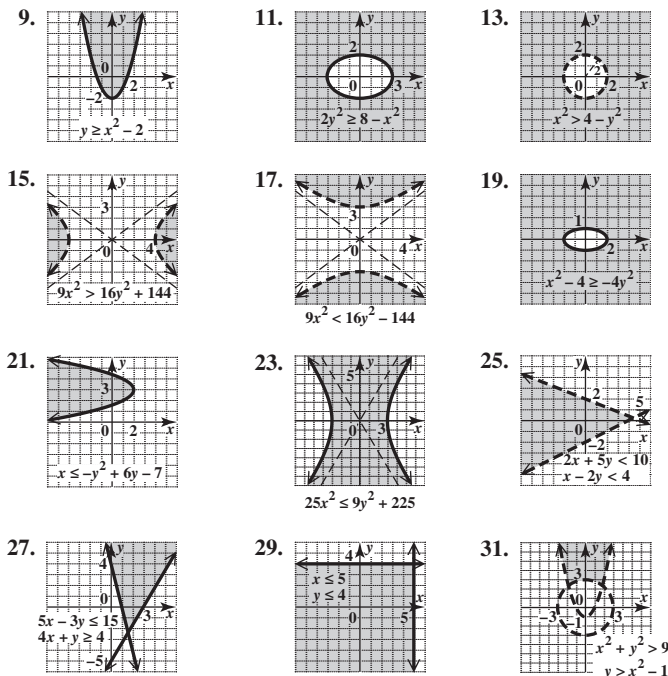 9.
y
0
2
x
−2
y ≥ x² − 2
11.
y
2
0
3
x
2y² ≥ 8 − x²
13.
y
2
2
0
2
x
x² > 4 − y²
15.
y
3
0
4
x
9x² > 16y² + 144
17.
y
3
0
4
x
9x² < 16y² − 144
19.
y
1
0
2
x
x² − 4 ≥ −4y²
21.
y
3
0
2
x
x ≤ −y² + 6y − 7
23.
y
5
0
3
x
25x² ≤ 9y² + 225
25.
y
2
5
0
x
−2
2x + 5y < 10
x − 2y < 4
27.
y
4
0
x
3
5x − 3y ≤ 15
4x + y ≥ 4
−5
29.
y
4
x ≤ 5
y ≤ 4
0
5
x
31.
y
3
0
−3
−1
3
x
x² + y² > 9
y > x² − 1